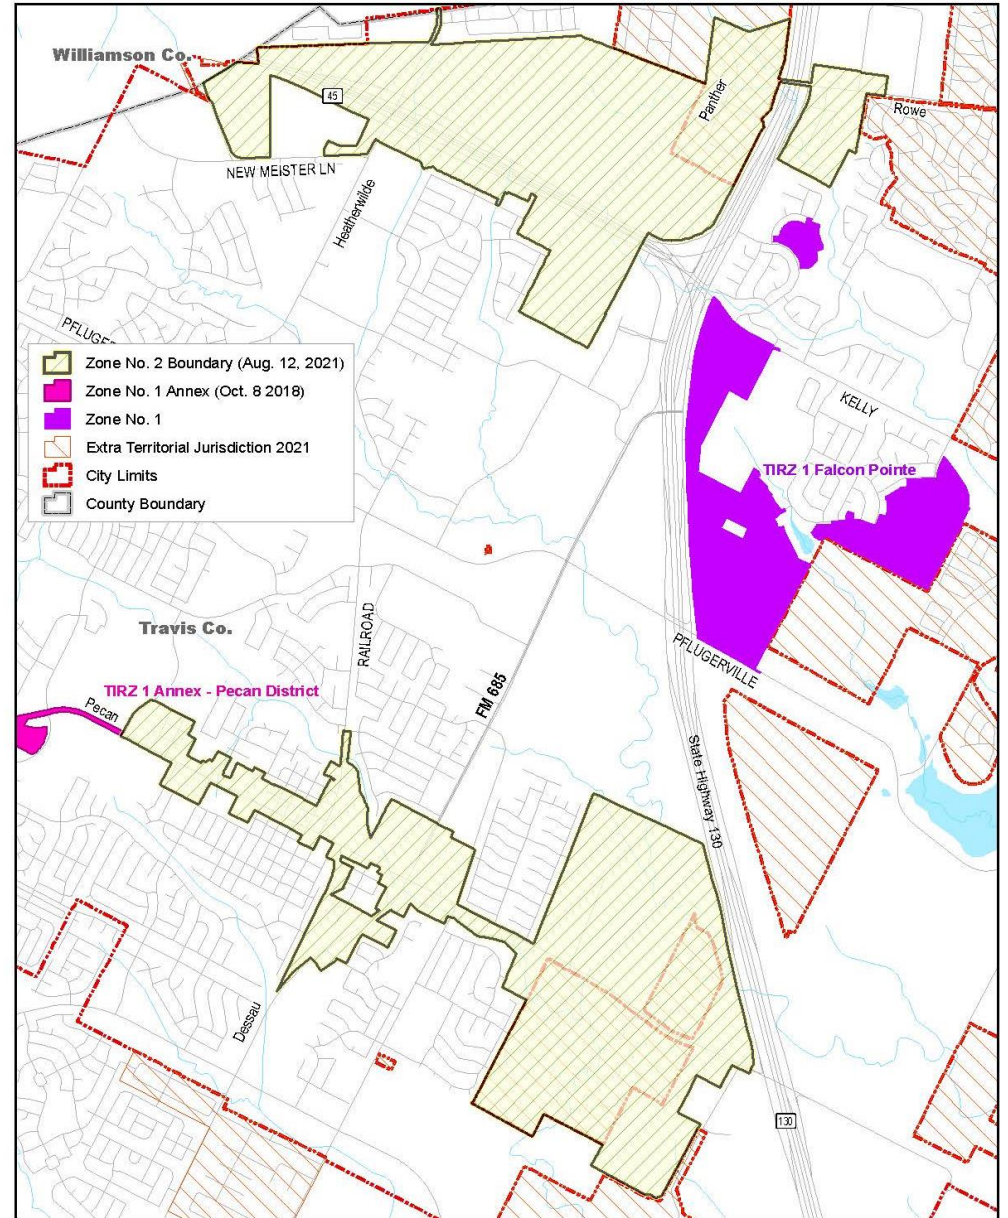 Williamson Co.
45
Panther
Rowe
NEW MEISTER LN
Heatherwilde
PFLUGE
Zone No. 2 Boundary (Aug. 12, 2021)
Zone No. 1 Annex (Oct. 8 2018)
Zone No. 1
Extra Territorial Jurisdiction 2021
City Limits
County Boundary
KELLY
TIRZ 1 Falcon Pointe
Travis Co.
RAILROAD
PFLUGERVILLE
TIRZ 1 Annex - Pecan District
Pecan
FM 685
State Highway 130
Dessau
130